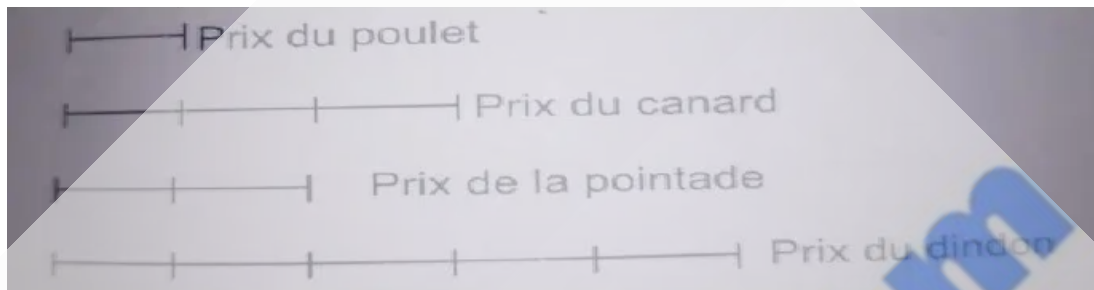 Prix du poulet
Prix du canard
Prix de la pointade
Prix du dindon
m